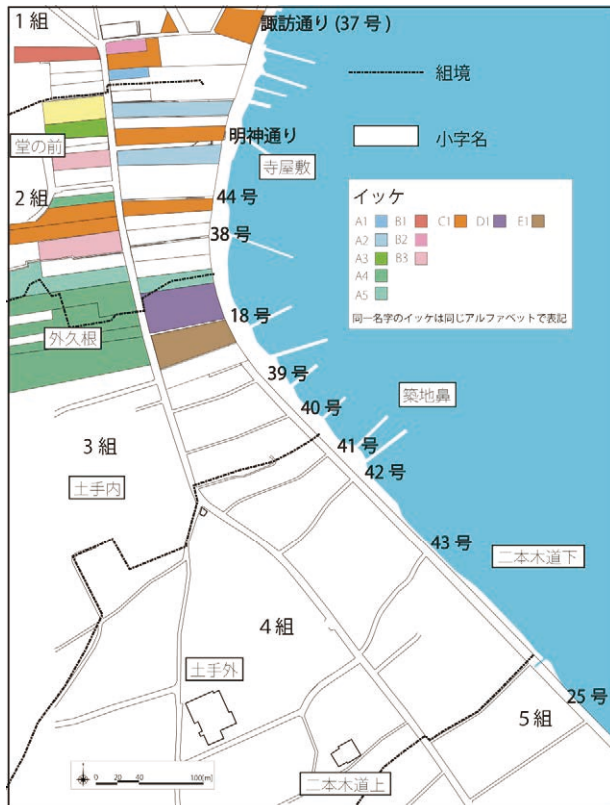 1組
諏訪通り(37号)
組境
明神通り
小字名
堂の前
寺屋敷
イッケ
A1 B1 C1 D1 E1
A2 B2
A3 B3
A4
A5
同一名字のイッケは同じアルファベットで表記
2組
44号
38号
18号
外久根
39号
築地鼻
40号
3組
41号
42号
土手内
43号
二本木道下
4組
土手外
25号
5組
二本木道上
0 20 40 100[m]